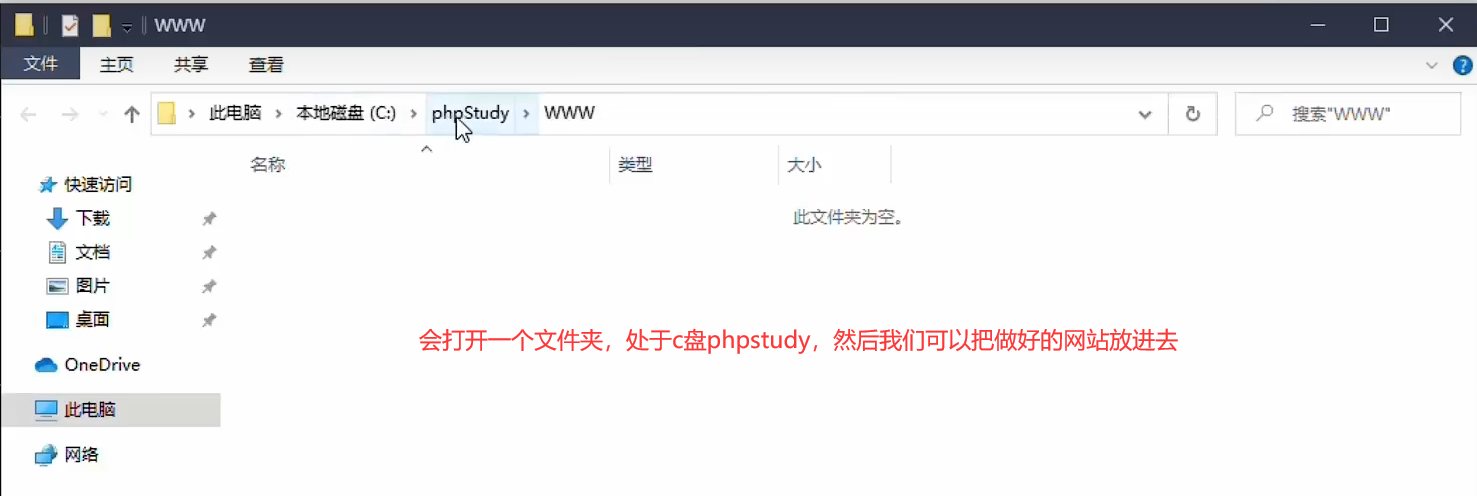 WWW
文件 主页 共享 查看
此电脑 本地磁盘 (C:) phpStudy WWW 搜索"WWW"
名称 类型 大小
快速访问
此文件夹为空。
下载
文档
图片
桌面
会打开一个文件夹，处于c盘phpstudy，然后我们可以把做好的网站放进去
OneDrive
此电脑
网络